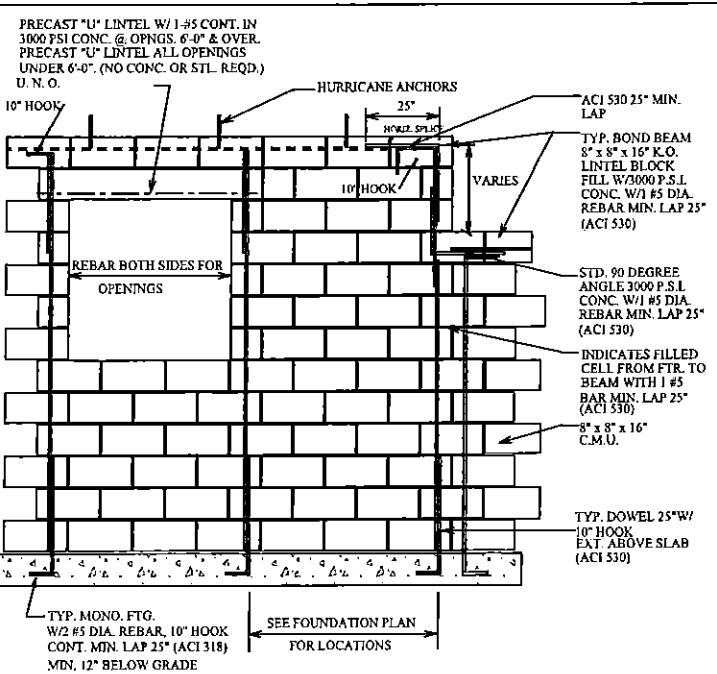 PRECAST "U" LINTEL W/ 1-#5 CONT. IN
3000 PSI CONC. @ OPNGS. 6'-0" & OVER.
PRECAST "U" LINTEL ALL OPENINGS
UNDER 6'-0". (NO CONC. OR STL. REQD.)
U. N. O.
10" HOOK
HURRICANE ANCHORS
25"
HORIZ. SPLICE
10" HOOK
VARIES
ACI 530 25" MIN.
LAP
TYP. BOND BEAM
8" x 8" x 16" K.O.
LINTEL BLOCK
FILL W/3000 P.S.I.
CONC. W/1 #5 DIA.
REBAR MIN. LAP 25"
(ACI 530)
REBAR BOTH SIDES FOR
OPENINGS
STD. 90 DEGREE
ANGLE 3000 P.S.I.
CONC. W/1 #5 DIA.
REBAR MIN. LAP 25"
(ACI 530)
INDICATES FILLED
CELL FROM FTR. TO
BEAM WITH 1 #5
BAR MIN. LAP 25"
(ACI 530)
8" x 8" x 16"
C.M.U.
TYP. DOWEL 25" W/
10" HOOK
EXT. ABOVE SLAB
(ACI 530)
TYP. MONO. FTG.
W/2 #5 DIA. REBAR, 10" HOOK
CONT. MIN. LAP 25" (ACI 318)
MIN. 12" BELOW GRADE
SEE FOUNDATION PLAN
FOR LOCATIONS